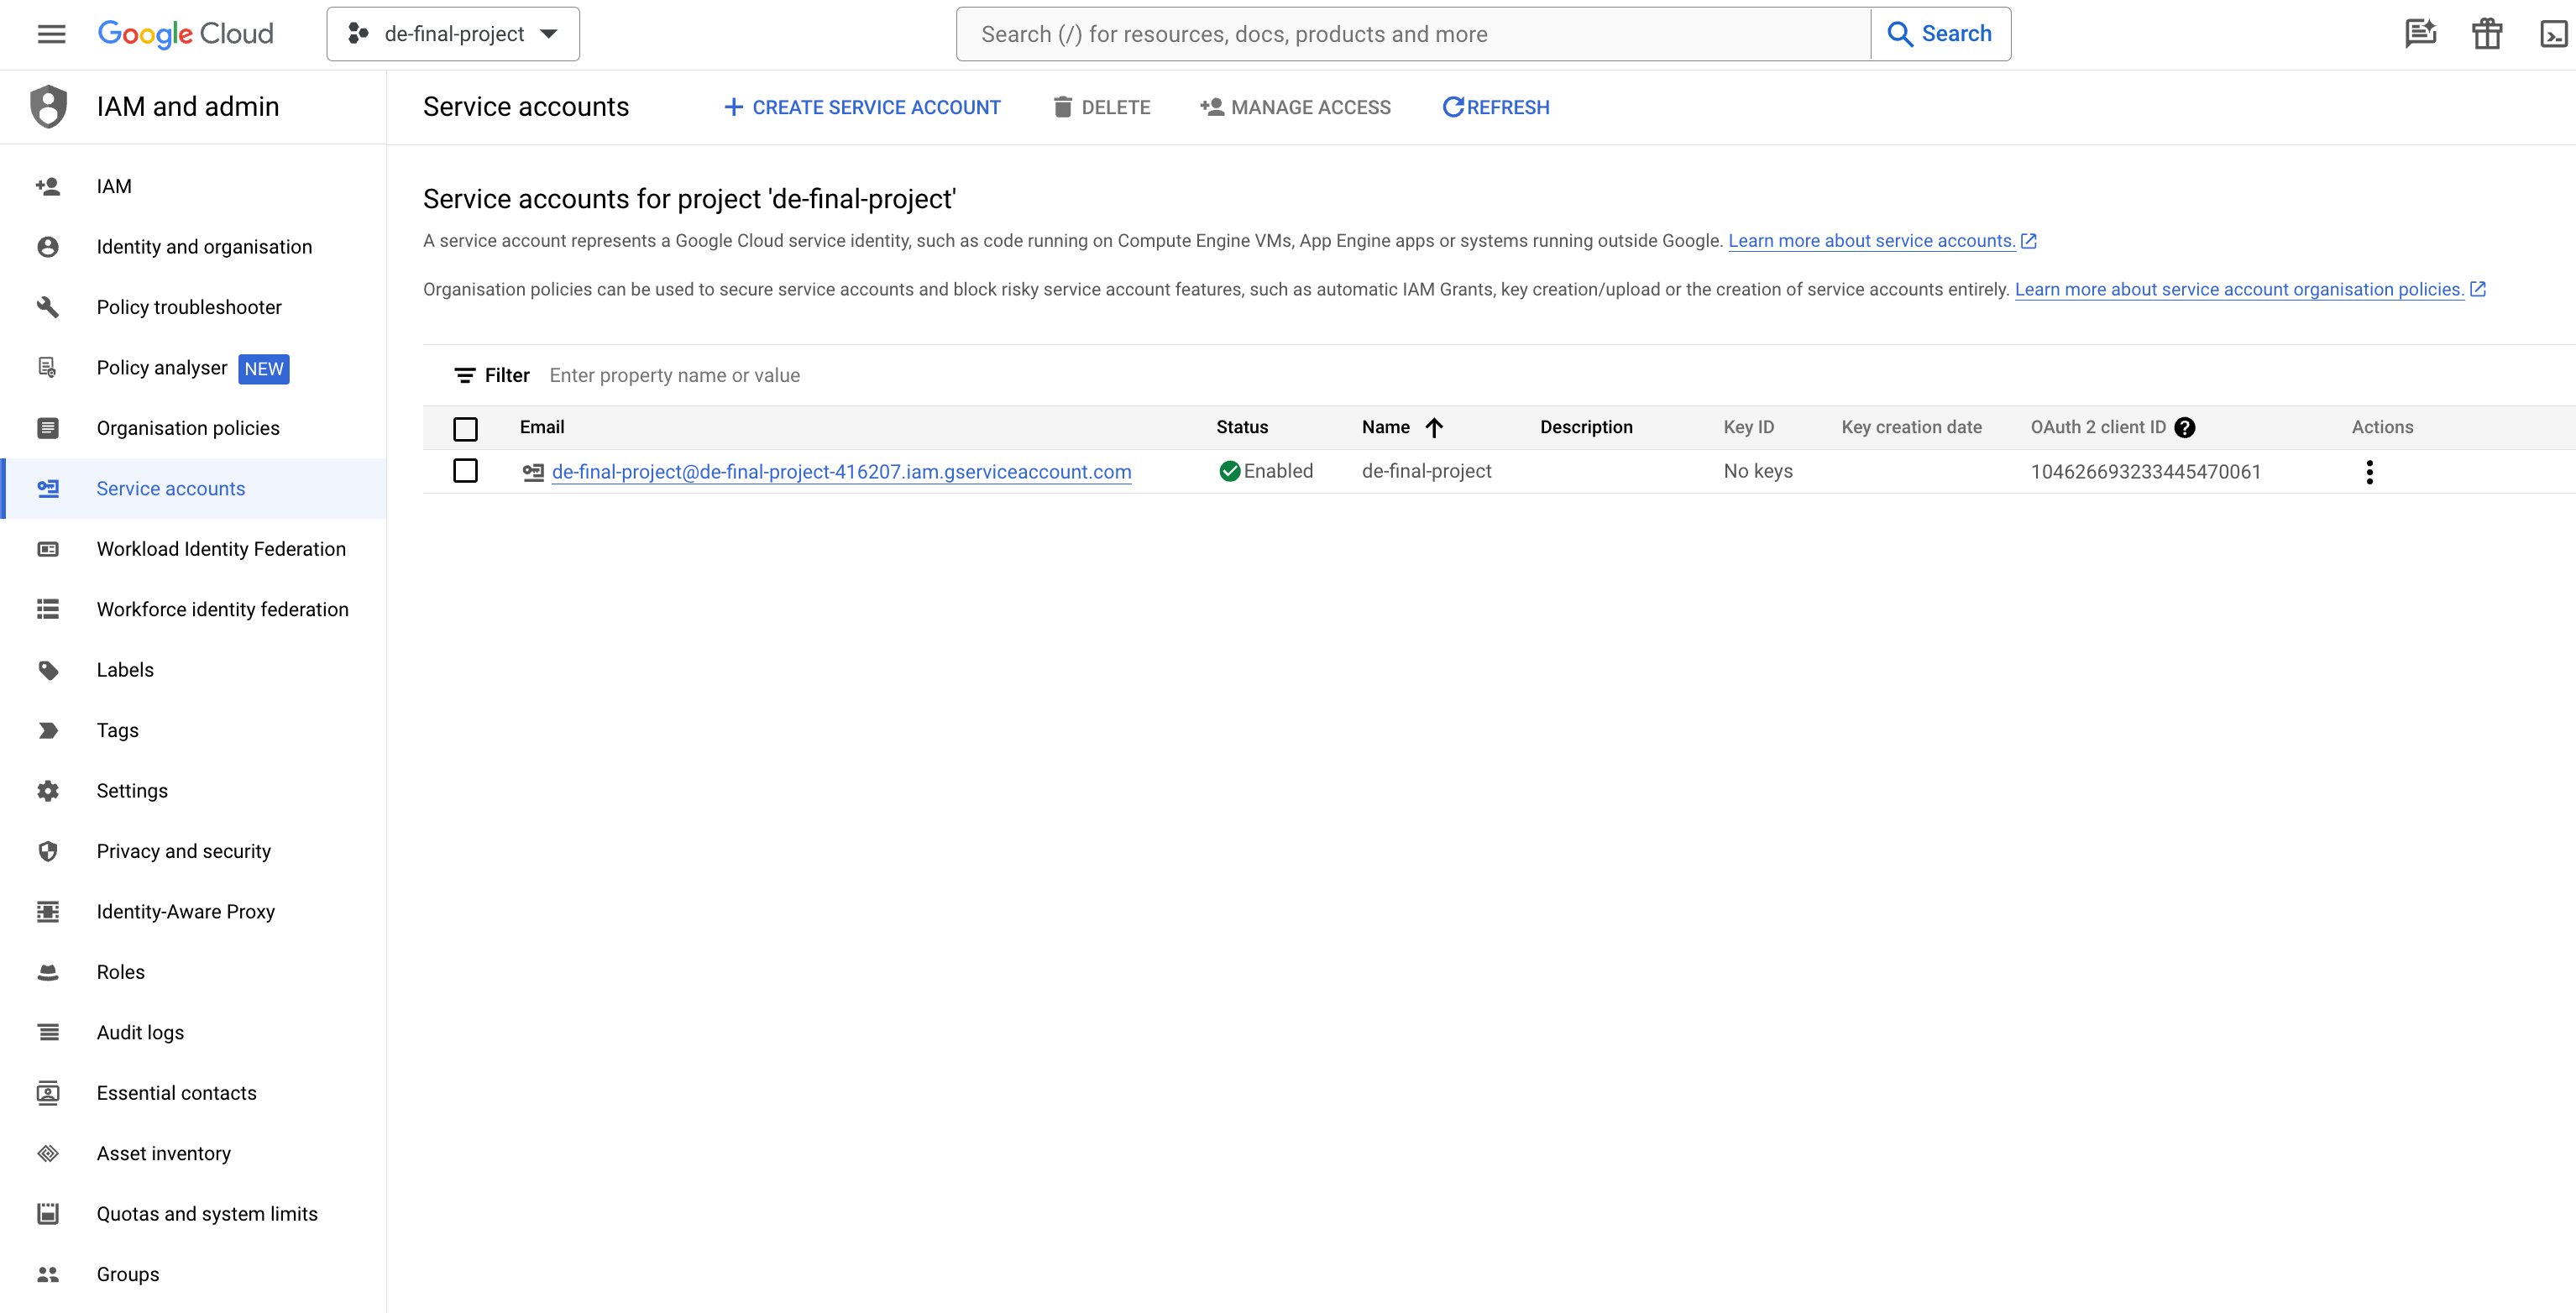 Google Cloud
de-final-project
Search (/) for resources, docs, products and more
Search
IAM and admin
Service accounts
CREATE SERVICE ACCOUNT
DELETE
MANAGE ACCESS
REFRESH
IAM
Identity and organisation
Policy troubleshooter
Policy analyser NEW
Organisation policies
Service accounts
Workload Identity Federation
Workforce identity federation
Labels
Tags
Settings
Privacy and security
Identity-Aware Proxy
Roles
Audit logs
Essential contacts
Asset inventory
Quotas and system limits
Groups
Service accounts for project 'de-final-project'
A service account represents a Google Cloud service identity, such as code running on Compute Engine VMs, App Engine apps or systems running outside Google. Learn more about service accounts.
Organisation policies can be used to secure service accounts and block risky service account features, such as automatic IAM Grants, key creation/upload or the creation of service accounts entirely. Learn more about service account organisation policies.
Filter Enter property name or value
Email Status Name Description Key ID Key creation date OAuth 2 client ID Actions
de-final-project@de-final-project-416207.iam.gserviceaccount.com Enabled de-final-project No keys 104626693233445470061